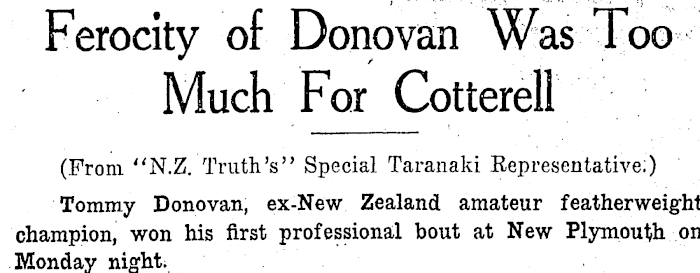 Ferocity of Donovan Was Too
Much For Cotterell
(From "N.Z. Truth's" Special Taranaki Representative.)
Tommy Donovan, ex-New Zealand amateur featherweight
champion, won his first professional bout at New Plymouth on
Monday night.